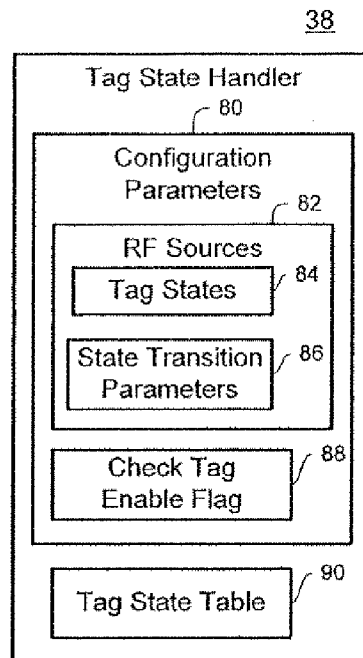 38
Tag State Handler
80
Configuration
Parameters
82
RF Sources
84
Tag States
86
State Transition
Parameters
88
Check Tag
Enable Flag
90
Tag State Table